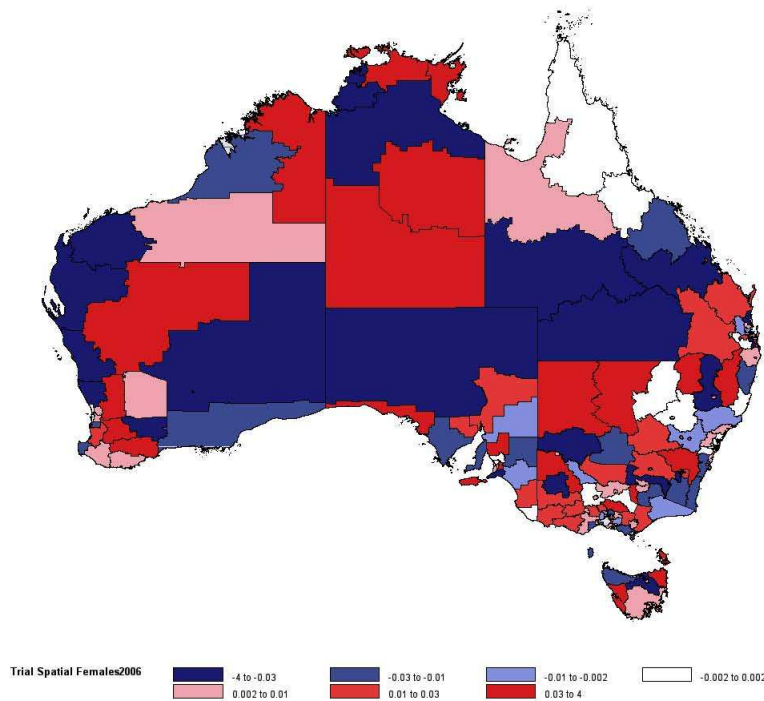 Trial Spatial Females2006
-4 to -0.03
-0.03 to -0.01
-0.01 to -0.002
-0.002 to 0.002
0.002 to 0.01
0.01 to 0.03
0.03 to 4